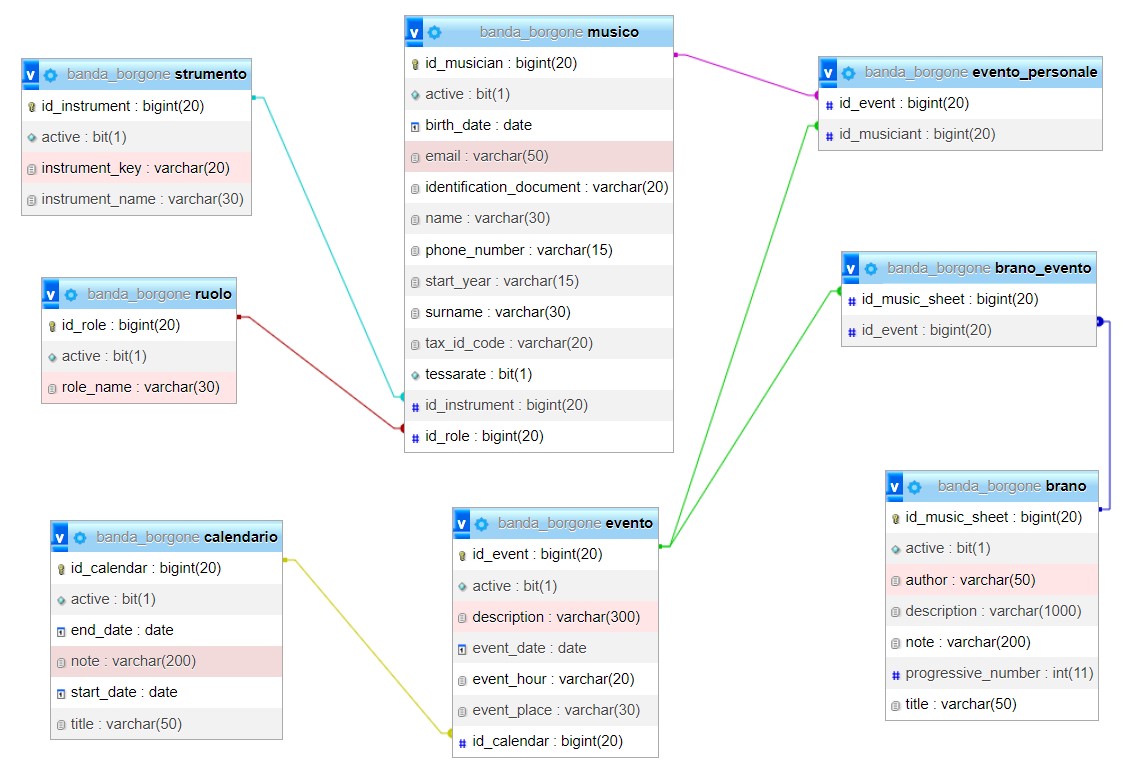 banda_borgone strumento
id_instrument : bigint(20)
active : bit(1)
instrument_key : varchar(20)
instrument_name : varchar(30)
banda_borgone ruolo
id_role : bigint(20)
active : bit(1)
role_name : varchar(30)
banda_borgone calendario
id_calendar : bigint(20)
active : bit(1)
end_date : date
note : varchar(200)
start_date : date
title : varchar(50)
banda_borgone musico
id_musician : bigint(20)
active : bit(1)
birth_date : date
email : varchar(50)
identification_document : varchar(20)
name : varchar(30)
phone_number : varchar(15)
start_year : varchar(15)
surname : varchar(30)
tax_id_code : varchar(20)
tessarate : bit(1)
id_instrument : bigint(20)
id_role : bigint(20)
banda_borgone evento
id_event : bigint(20)
active : bit(1)
description : varchar(300)
event_date : date
event_hour : varchar(20)
event_place : varchar(30)
id_calendar : bigint(20)
banda_borgone evento_personale
id_event : bigint(20)
id_musiciant : bigint(20)
banda_borgone brano_evento
id_music_sheet : bigint(20)
id_event : bigint(20)
banda_borgone brano
id_music_sheet : bigint(20)
active : bit(1)
author : varchar(50)
description : varchar(1000)
note : varchar(200)
progressive_number : int(11)
title : varchar(50)